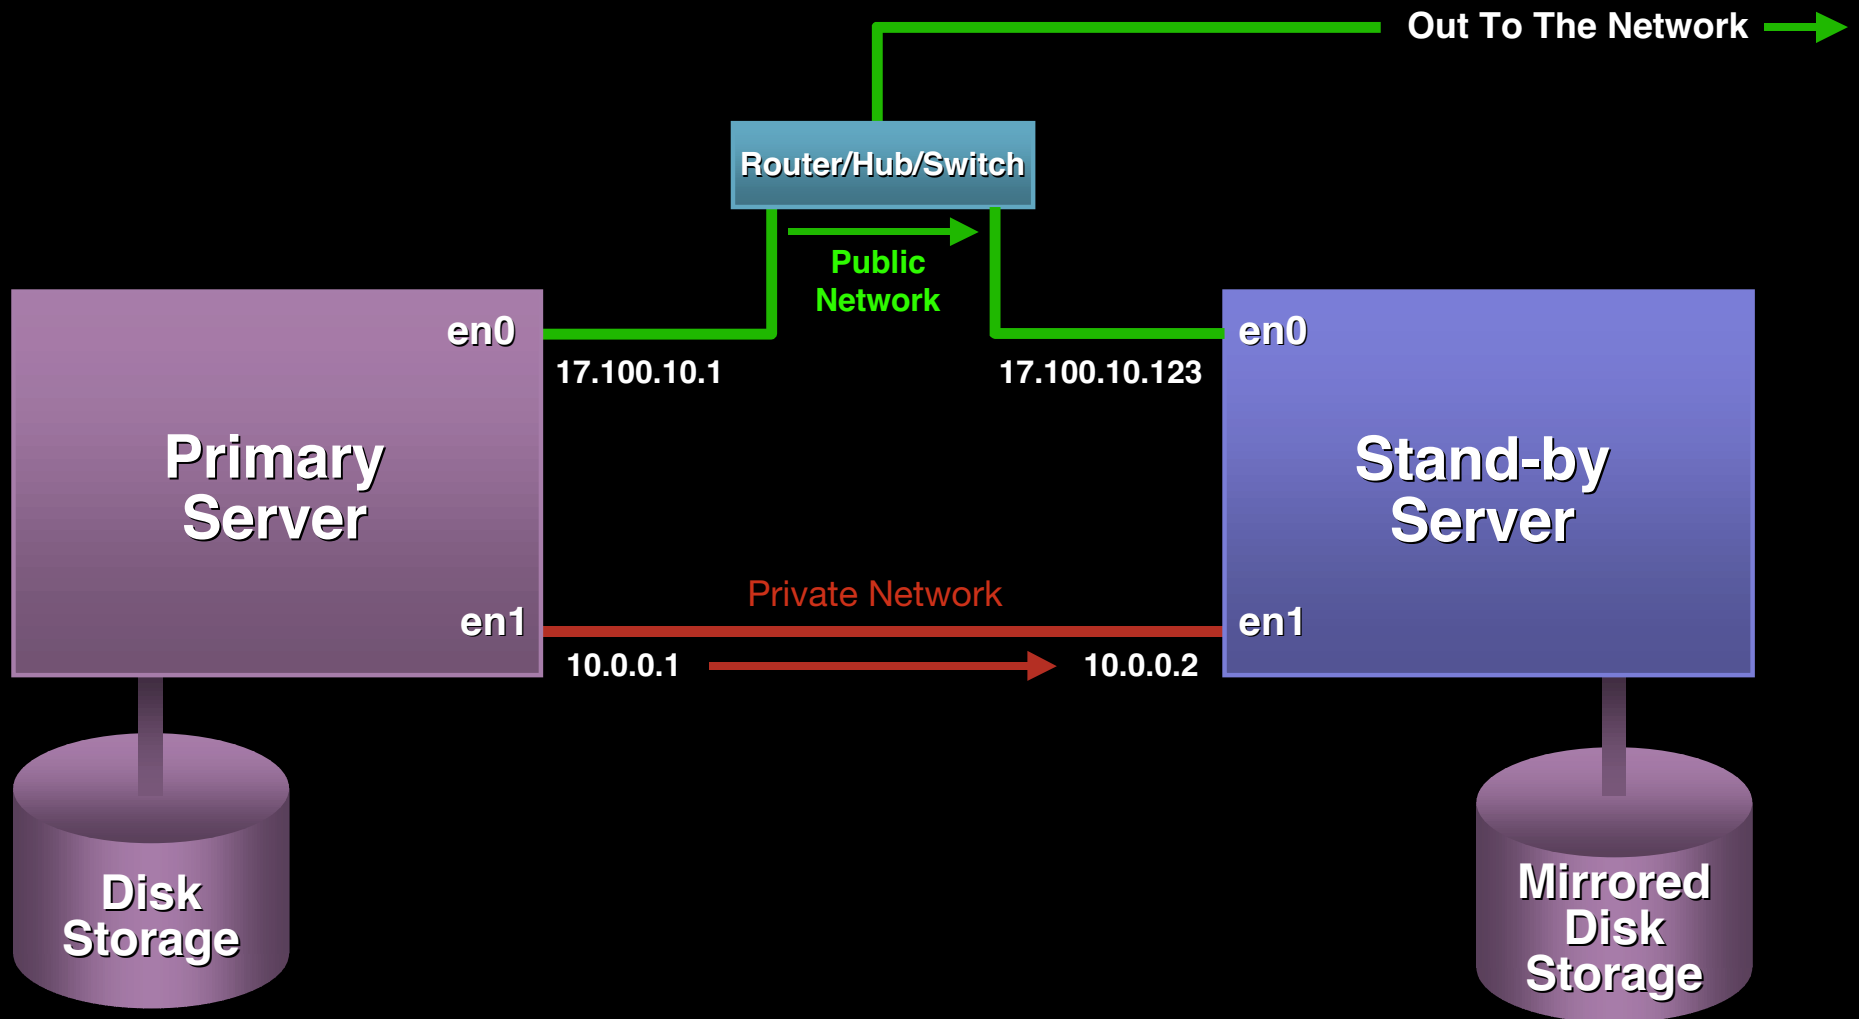 Out To The Network
Router/Hub/Switch
Public
Network
en0
17.100.10.1
17.100.10.123
en0
Primary
Server
Stand-by
Server
Private Network
en1
10.0.0.1
10.0.0.2
en1
Disk
Storage
Mirrored
Disk
Storage